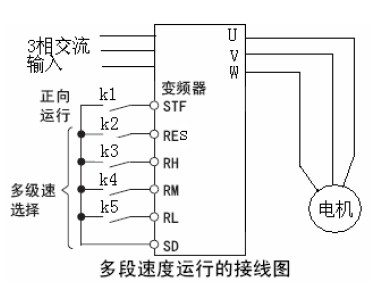 3相交流
输入
U
V
W
变频器
正向
运行
k1
STF
k2
RES
k3
RH
多级速
选择
k4
RM
k5
RL
SD
电机
多段速度运行的接线图